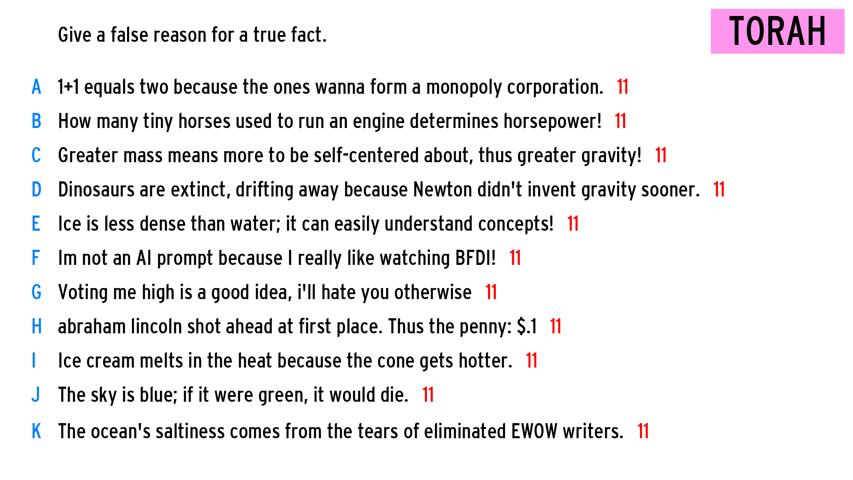 Give a false reason for a true fact.
TORAH
A 1+1 equals two because the ones wanna form a monopoly corporation. 11
B How many tiny horses used to run an engine determines horsepower! 11
C Greater mass means more to be self-centered about, thus greater gravity! 11
D Dinosaurs are extinct, drifting away because Newton didn't invent gravity sooner. 11
E Ice is less dense than water; it can easily understand concepts! 11
F Im not an AI prompt because I really like watching BFDI! 11
G Voting me high is a good idea, i'll hate you otherwise 11
H abraham lincoln shot ahead at first place. Thus the penny: $.1 11
I Ice cream melts in the heat because the cone gets hotter. 11
J The sky is blue; if it were green, it would die. 11
K The ocean's saltiness comes from the tears of eliminated EWOW writers. 11